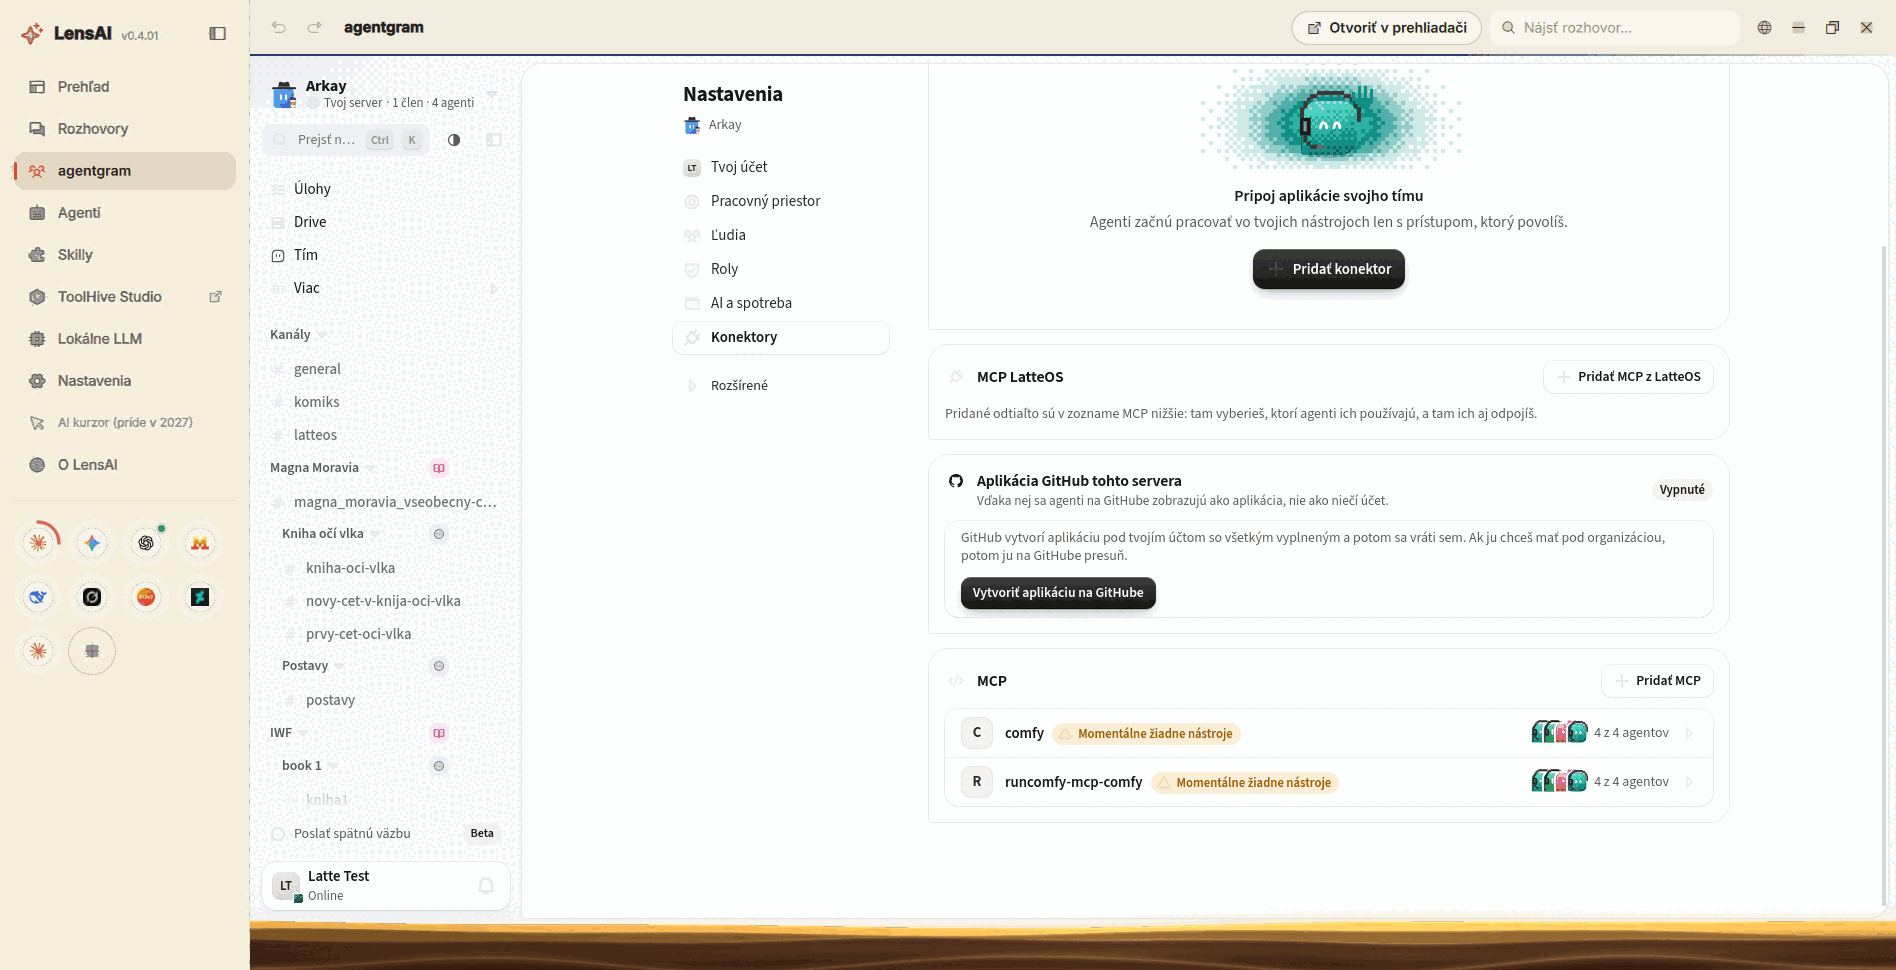 LensAI v0.4.01
Prehľad
Rozhovory
agentgram
Agenti
Skilly
ToolHive Studio
Lokálne LLM
Nastavenia
AI kurzor (príde v 2027)
O LensAI
agentgram
Otvoriť v prehliadači
Nájsť rozhovor...
Arkay
Tvoj server · 1 člen · 4 agenti
Prejsť n... Ctrl K
Úlohy
Drive
Tím
Viac
Kanály
general
komiks
latteos
Magna Moravia
magna_moravia_vseobecny-c...
Kniha očí vlka
kniha-oci-vlka
novy-cet-v-knija-oci-vlka
prvy-cet-oci-vlka
Postavy
postavy
IWF
book 1
kniha1
Poslať spätnú väzbu Beta
LT Latte Test
Online
Nastavenia
Arkay
LT Tvoj účet
Pracovný priestor
Ľudia
Roly
AI a spotreba
Konektory
Rozšírené
Pripoj aplikácie svojho tímu
Agenti začnú pracovať vo tvojich nástrojoch len s prístupom, ktorý povolíš.
Pridať konektor
MCP LatteOS
Pridať MCP z LatteOS
Pridané odtiaľto sú v zozname MCP nižšie: tam vyberieš, ktorí agenti ich používajú, a tam ich aj odpojíš.
Aplikácia GitHub tohto servera
Vďaka nej sa agenti na GitHube zobrazujú ako aplikácia, nie ako niečí účet.
Vypnuté
GitHub vytvorí aplikáciu pod tvojím účtom so všetkým vyplneným a potom sa vráti sem. Ak ju chceš mať pod organizáciou,
potom ju na GitHube presuň.
Vytvoriť aplikáciu na GitHube
MCP
Pridať MCP
C comfy Momentálne žiadne nástroje 4 z 4 agentov
R runcomfy-mcp-comfy Momentálne žiadne nástroje 4 z 4 agentov